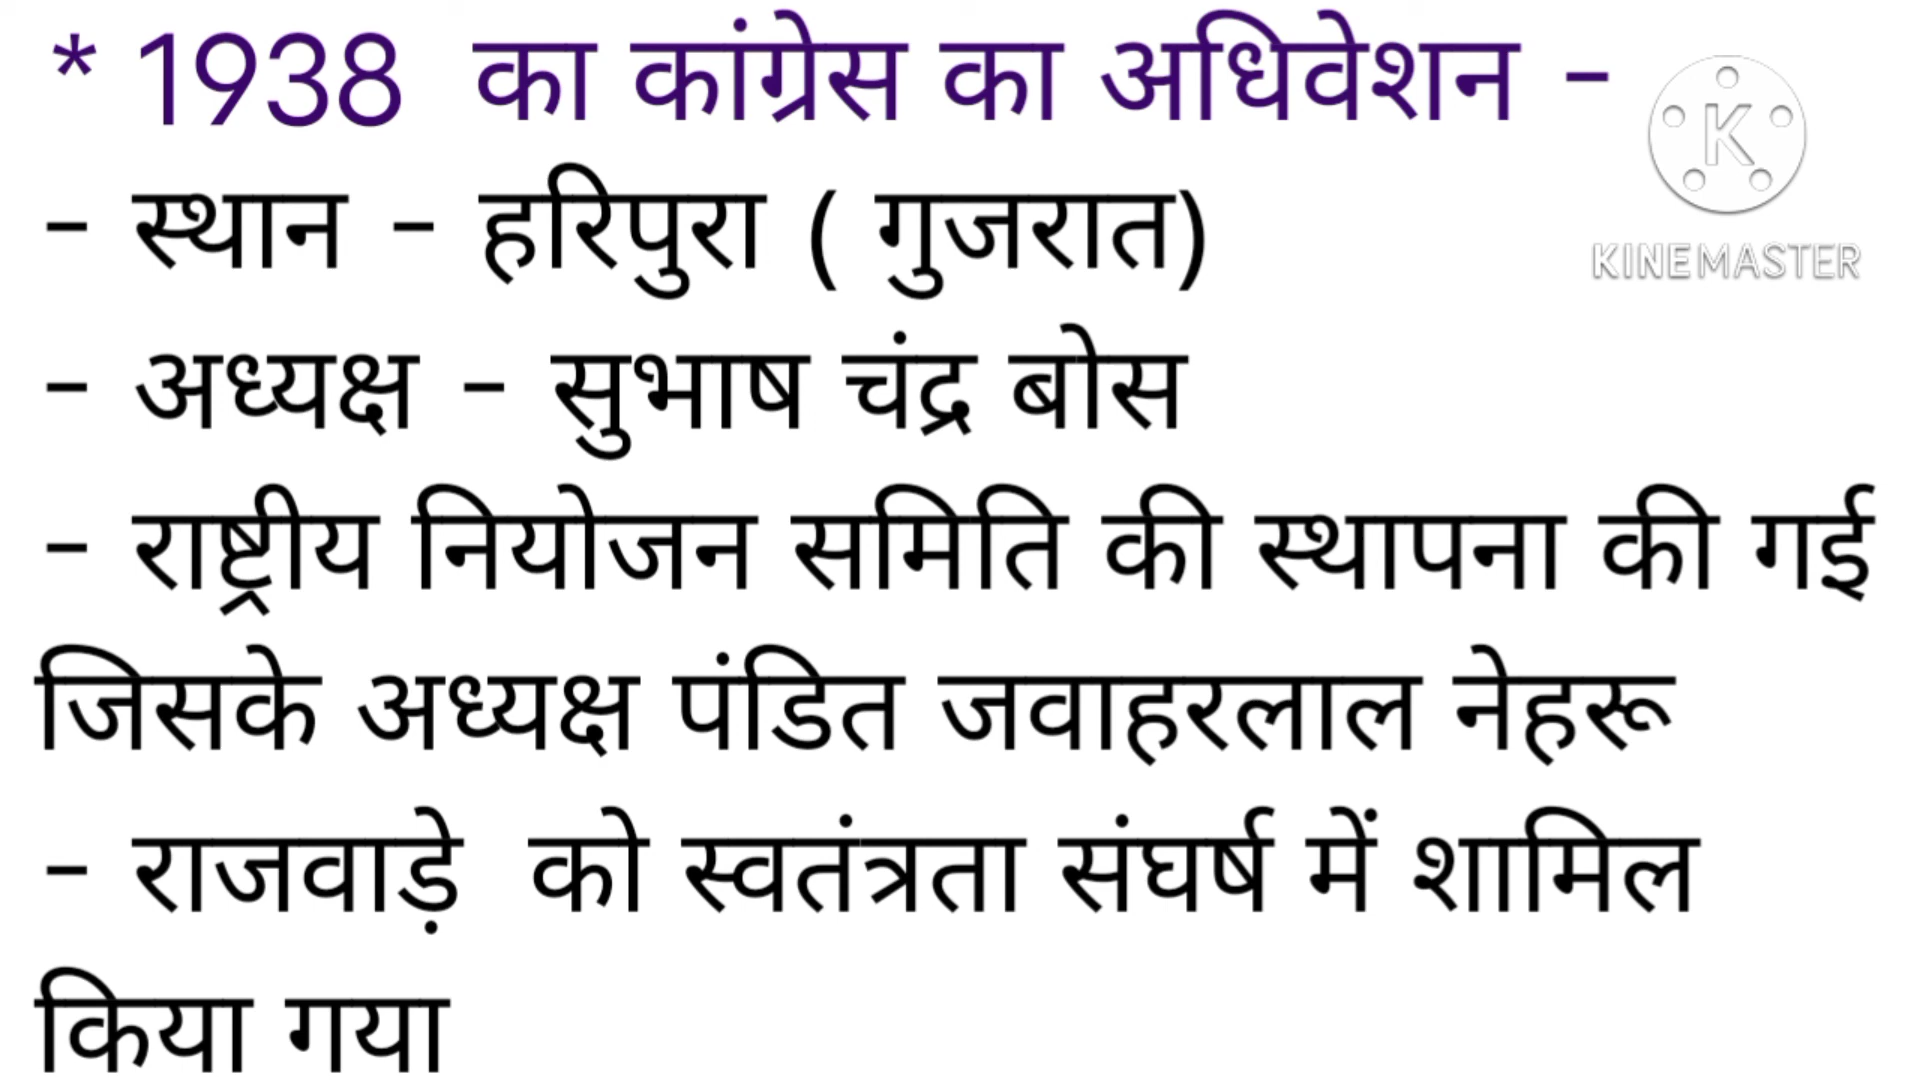 * 1938 का कांग्रेस का अधिवेशन -
K
KINEMASTER
- स्थान - हरिपुरा ( गुजरात)
- अध्यक्ष - सुभाष चंद्र बोस
- राष्ट्रीय नियोजन समिति की स्थापना की गई
जिसके अध्यक्ष पंडित जवाहरलाल नेहरू
- राजवाड़े को स्वतंत्रता संघर्ष में शामिल
किया गया